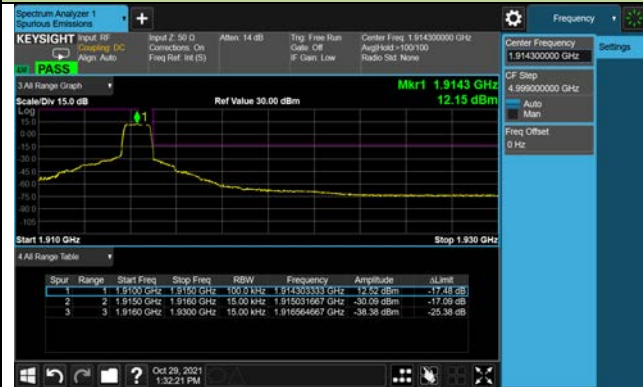 Spectrum Analyzer 1
Spurious Emissions
Frequency
KEYSIGHT
Input: RF
Coupling: DC
Align: Auto
Input Z: 50 Ω
Corrections: On
Freq Ref: Int (S)
Atten: 14 dB
Trig: Free Run
Gate: Off
IF Gain: Low
Center Freq: 1.914300000 GHz
Avg|Hold:>100/100
Radio Std: None
PASS
Center Frequency
1.914300000 GHz
Settings
CF Step
4.999000000 GHz
Auto
Man
Freq Offset
0 Hz
3 All Range Graph
Mkr1 1.9143 GHz
Scale/Div 15.0 dB
Ref Value 30.00 dBm
12.15 dBm
Log
1
15.0
0.00
-15.0
-30.0
-45.0
-60.0
-75.0
-90.0
-105
Start 1.910 GHz
Stop 1.930 GHz
4 All Range Table
Spur Range Start Freq Stop Freq RBW Frequency Amplitude ΔLimit
1 1 1.9100 GHz 1.9150 GHz 100.0 kHz 1.914303333 GHz 12.52 dBm -17.48 dB
2 2 1.9150 GHz 1.9160 GHz 15.00 kHz 1.915031667 GHz -30.09 dBm -17.09 dB
3 3 1.9160 GHz 1.9300 GHz 15.00 kHz 1.916564667 GHz -38.38 dBm -25.38 dB
Oct 29, 2021
1:32:21 PM